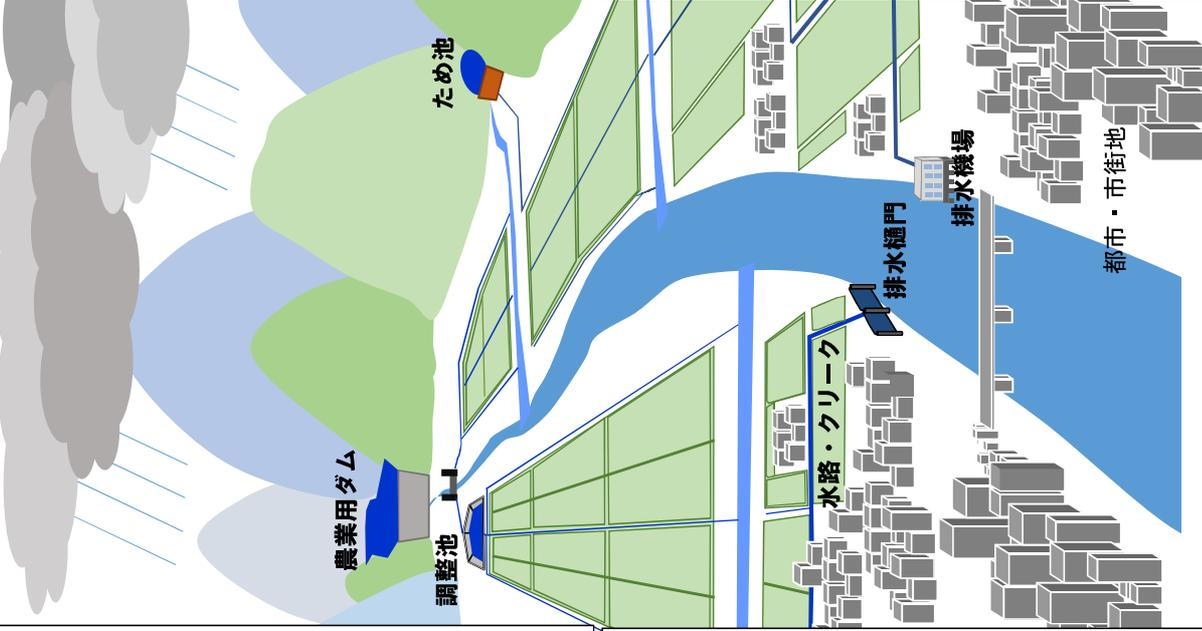 ため池
農業用ダム
調整池
排水機場
排水樋門
水路・クリーク
都市・市街地